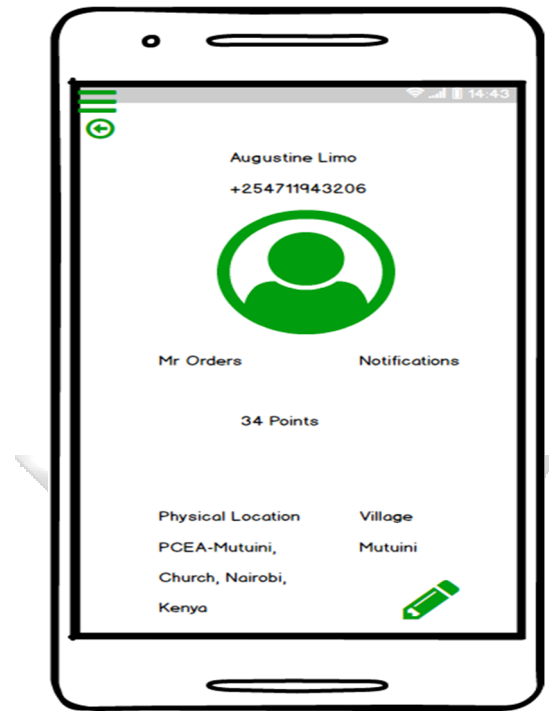 14:43
Augustine Limo
+254711943206
Mr Orders Notifications
34 Points
Physical Location Village
PCEA-Mutuini, Mutuini
Church, Nairobi,
Kenya